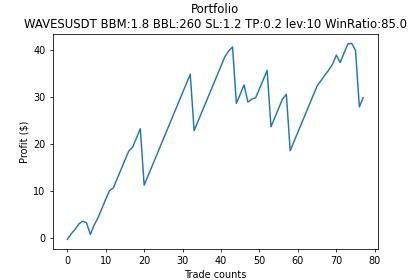 Portfolio
WAVESUSDT BBM:1.8 BBL:260 SL:1.2 TP:0.2 lev:10 WinRatio:85.0
Profit ($)
40
30
20
10
0
0 10 20 30 40 50 60 70 80
Trade counts